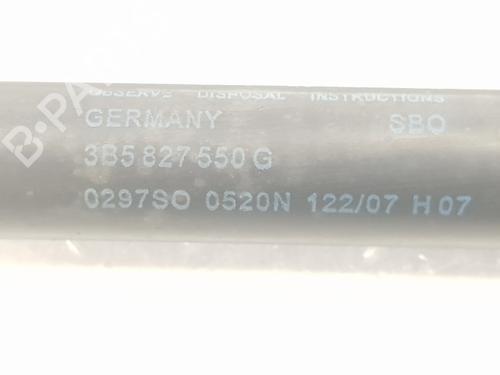 OBSERVE DISPOSAL INSTRUCTIONS
GERMANY SBO
3B5 827 550 G
0297SO 0520N 122/07 H 07